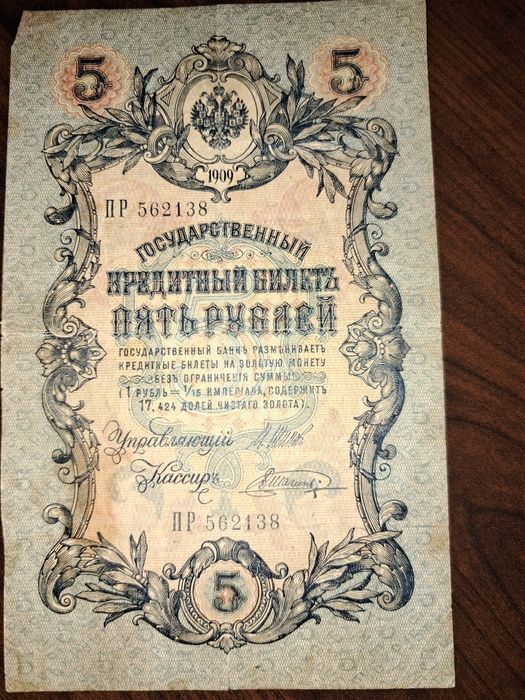 5 5
1909
ПР 562138
ГОСУДАРСТВЕННЫЙ
КРЕДИТНЫЙ БИЛЕТЪ
ПЯТЬ РУБЛЕЙ
ГОСУДАРСТВЕННЫЙ БАНКЪ РАЗМѢНИВАЕТЪ
КРЕДИТНЫЕ БИЛЕТЫ НА ЗОЛОТУЮ МОНЕТУ
БЕЗЪ ОГРАНИЧЕНІЯ СУММЫ
(1 РУБЛЬ = 1/15 ИМПЕРІАЛА, СОДЕРЖИТЪ
17,424 ДОЛЕЙ ЧИСТАГО ЗОЛОТА).
Управляющій
Кассиръ
ПР 562138
5